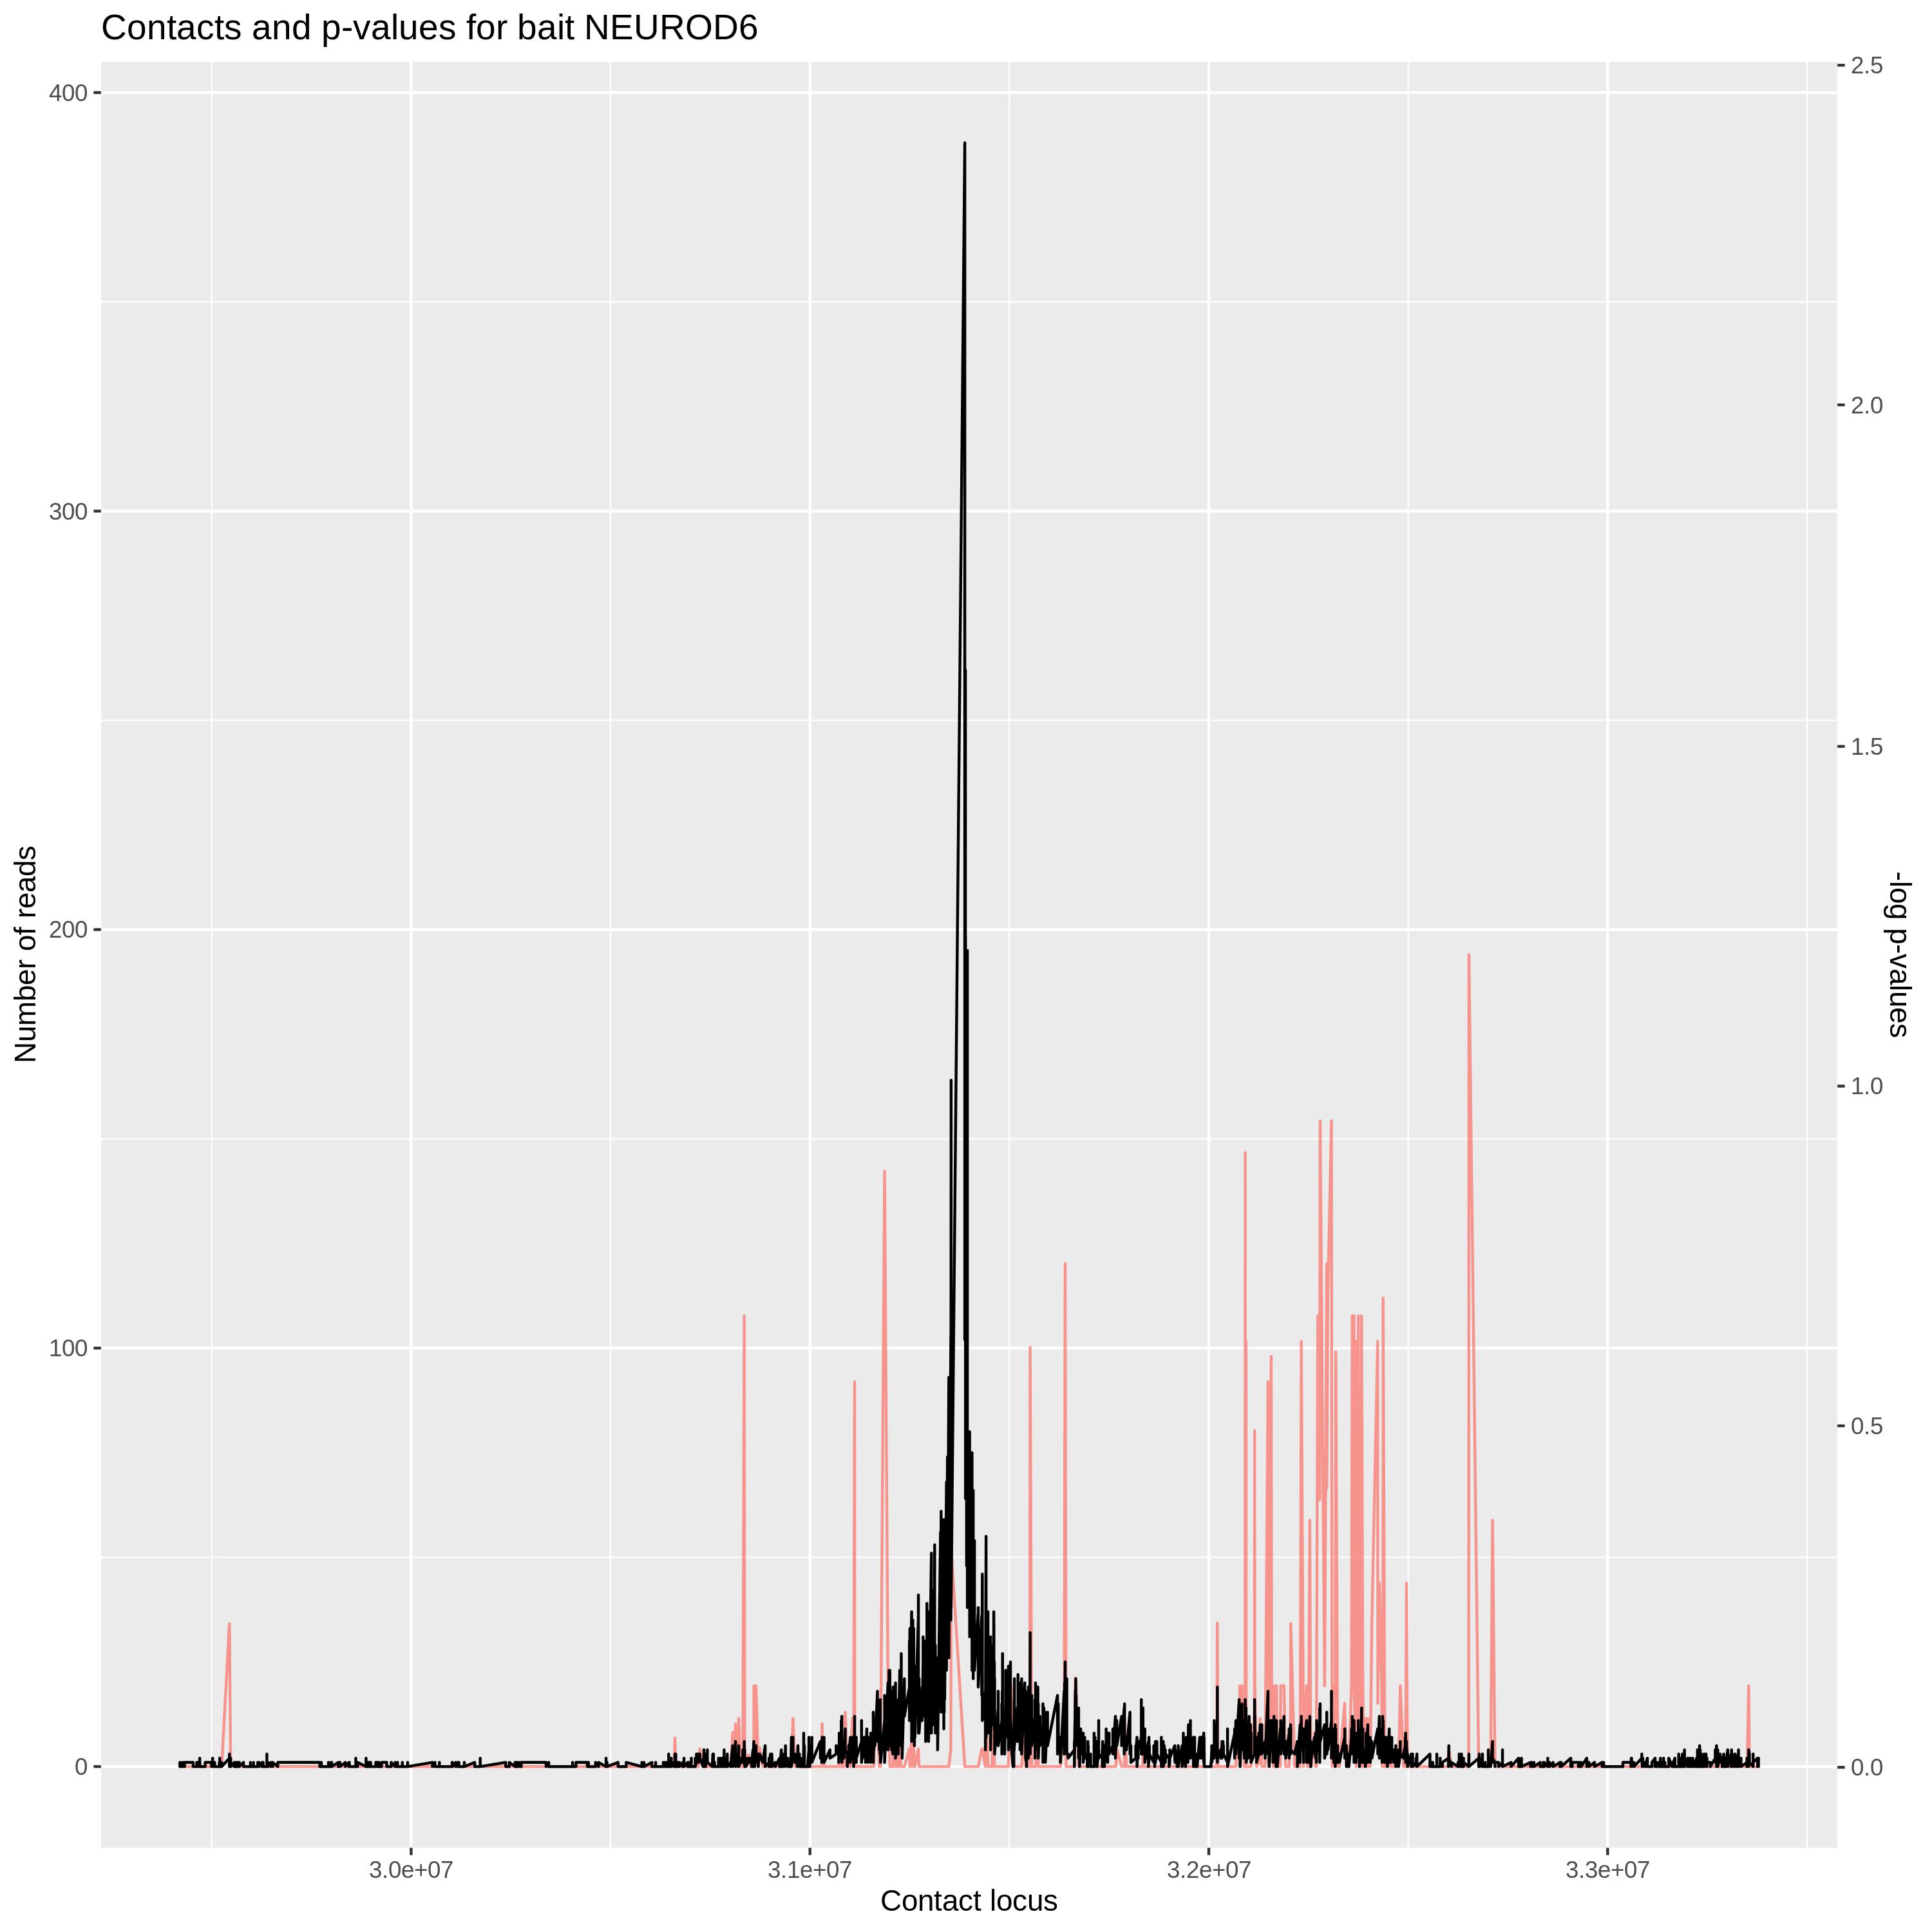 Contacts and p-values for bait NEUROD6
400
300
200
100
0
Number of reads
2.5
2.0
1.5
1.0
0.5
0.0
-log p-values
3.0e+07 3.1e+07 3.2e+07 3.3e+07
Contact locus